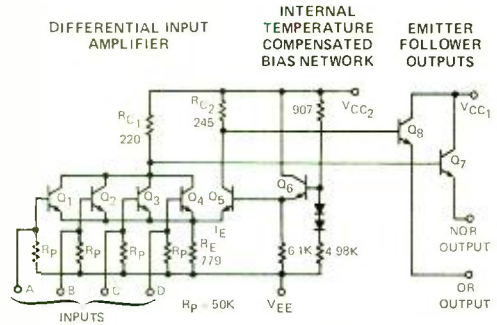 DIFFERENTIAL INPUT
AMPLIFIER
INTERNAL
TEMPERATURE
COMPENSATED
BIAS NETWORK
EMITTER
FOLLOWER
OUTPUTS
RC1
220
RC2
245
907
VCC2
VCC1
Q8
Q7
Q1
Q2
Q3
Q4
Q5
Q6
IE
RP
RP
RP
RP
RE
779
6.1K
4.98K
NOR
OUTPUT
OR
OUTPUT
A
B
C
D
INPUTS
RP = 50K
VEE